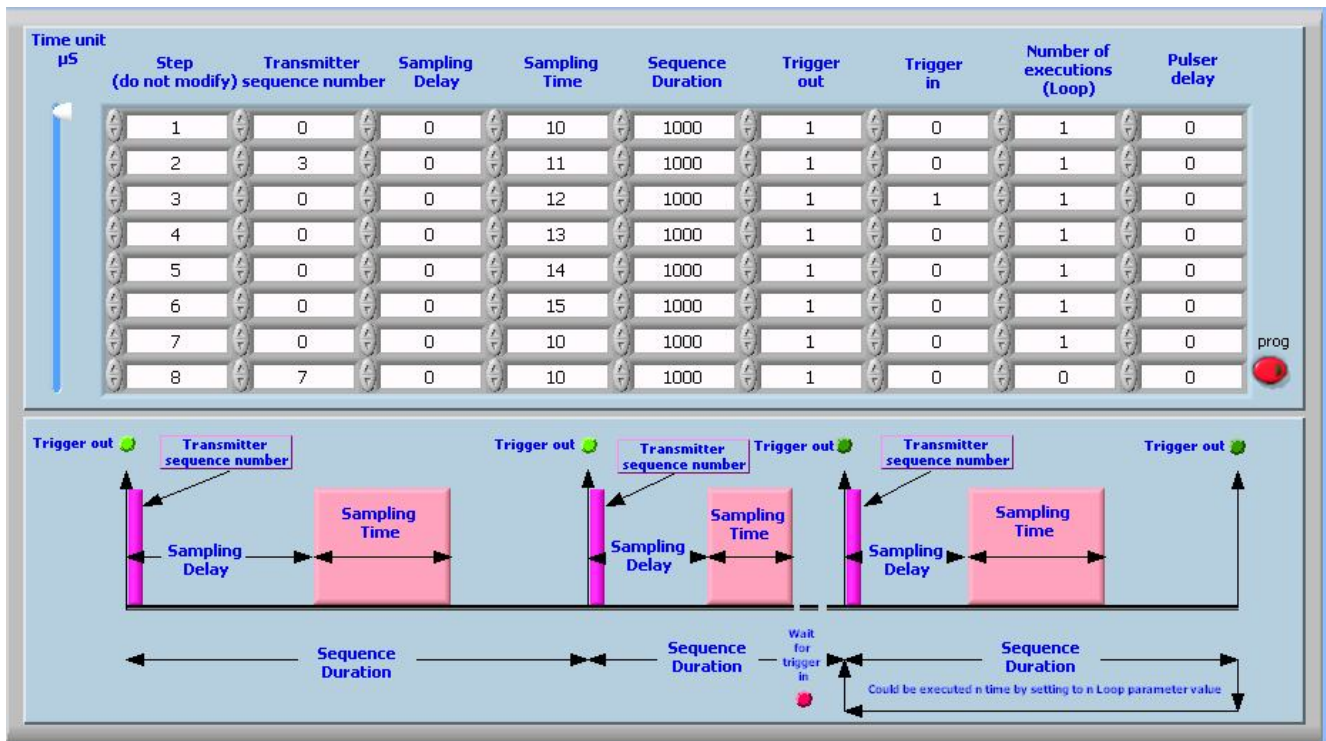 Time unit
µS
Step
(do not modify)
Transmitter
sequence number
Sampling
Delay
Sampling
Time
Sequence
Duration
Trigger
out
Trigger
in
Number of
executions
(Loop)
Pulser
delay
1 0 0 10 1000 1 0 1 0
2 3 0 11 1000 1 0 1 0
3 0 0 12 1000 1 1 1 0
4 0 0 13 1000 1 0 1 0
5 0 0 14 1000 1 0 1 0
6 0 0 15 1000 1 0 1 0
7 0 0 10 1000 1 0 1 0
8 7 0 10 1000 1 0 0 0
prog
Trigger out
Transmitter
sequence number
Trigger out
Transmitter
sequence number
Trigger out
Transmitter
sequence number
Trigger out
Sampling
Time
Sampling
Time
Sampling
Time
Sampling
Delay
Sampling
Delay
Sampling
Delay
Sequence
Duration
Sequence
Duration
Wait
for
trigger
in
Sequence
Duration
Could be executed n time by setting to n Loop parameter value